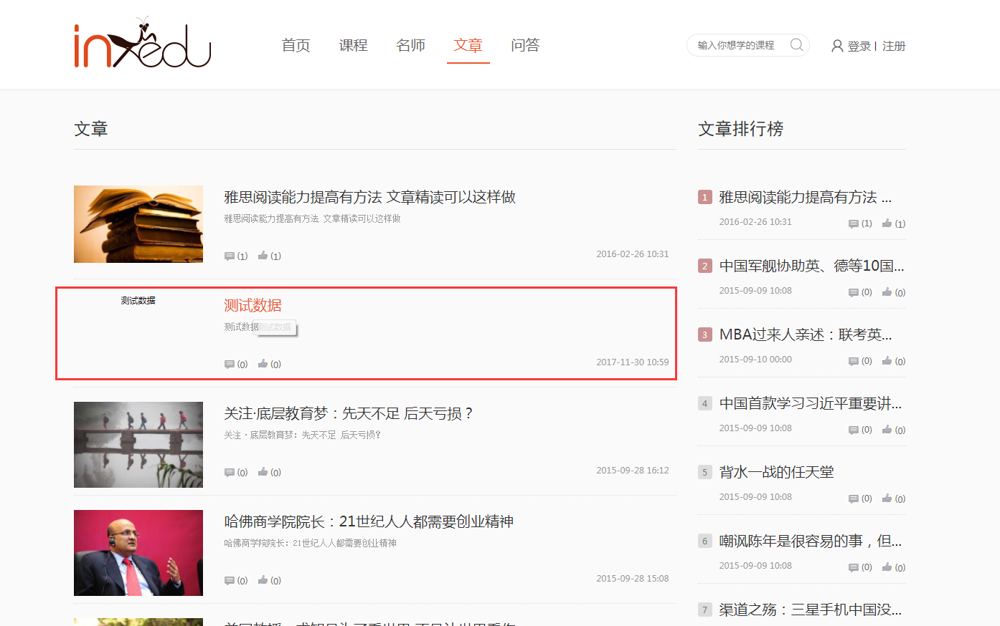 inxedu
首页 课程 名师 文章 问答
输入你想学的课程
登录 | 注册
文章
雅思阅读能力提高有方法 文章精读可以这样做
雅思阅读能力提高有方法 文章精读可以这样做
(1) (1)
2016-02-26 10:31
测试数据
测试数据
测试数据
测试数据
(0) (0)
2017-11-30 10:59
关注·底层教育梦：先天不足 后天亏损？
关注·底层教育梦：先天不足 后天亏损？
(0) (0)
2015-09-28 16:12
哈佛商学院院长：21世纪人人都需要创业精神
哈佛商学院院长：21世纪人人都需要创业精神
(0) (0)
2015-09-28 15:08
文章排行榜
1 雅思阅读能力提高有方法 ...
2016-02-26 10:31 (1) (1)
2 中国军舰协助英、德等10国...
2015-09-09 10:08 (0) (0)
3 MBA过来人亲述：联考英...
2015-09-10 00:00 (0) (0)
4 中国首款学习习近平重要讲...
2015-09-09 10:08 (0) (0)
5 背水一战的任天堂
2015-09-09 10:08 (0) (0)
6 嘲讽陈年是很容易的事，但...
2015-09-09 10:08 (0) (0)
7 渠道之殇：三星手机中国没...